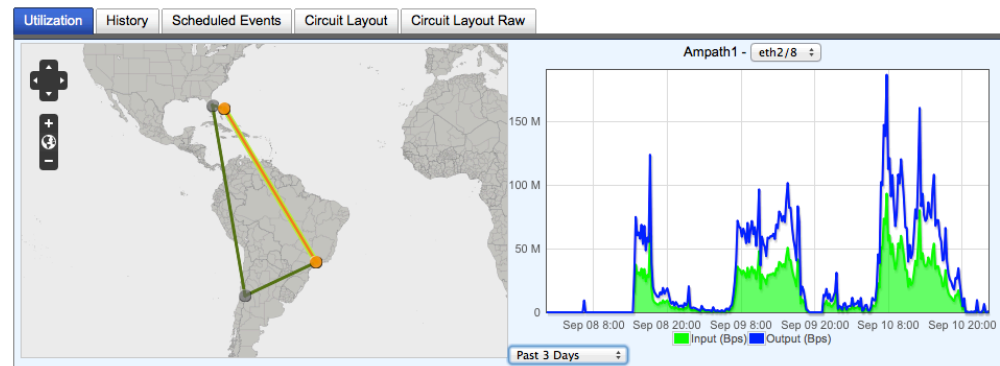 Utilization History Scheduled Events Circuit Layout Circuit Layout Raw
Ampath1 - eth2/8
150 M
100 M
50 M
0
Sep 08 8:00 Sep 08 20:00 Sep 09 8:00 Sep 09 20:00 Sep 10 8:00 Sep 10 20:00
Input (Bps) Output (Bps)
Past 3 Days